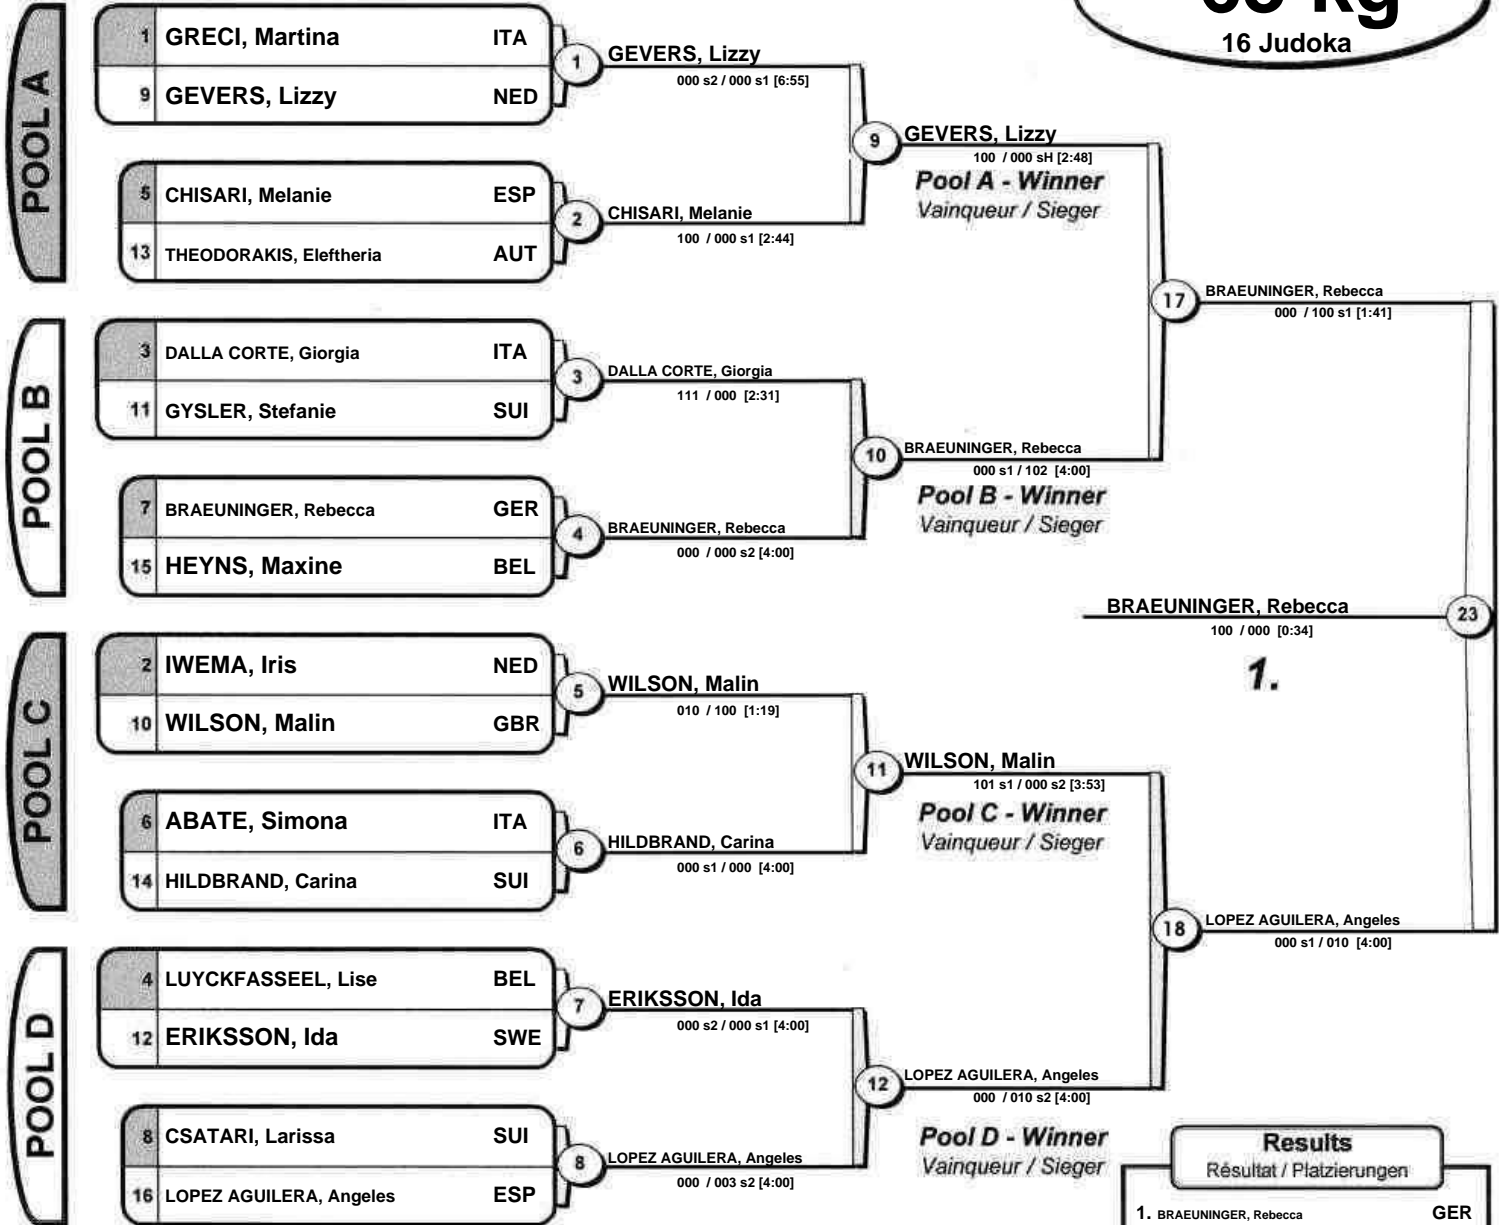 16 Judoka
POOL A
1 GRECI, Martina ITA
9 GEVERS, Lizzy NED
1
GEVERS, Lizzy
000 s2 / 000 s1 [6:55]
5 CHISARI, Melanie ESP
13 THEODORAKIS, Eleftheria AUT
2
CHISARI, Melanie
100 / 000 s1 [2:44]
9
GEVERS, Lizzy
100 / 000 sH [2:48]
Pool A - Winner
Vainqueur / Sieger
POOL B
3 DALLA CORTE, Giorgia ITA
11 GYSLER, Stefanie SUI
3
DALLA CORTE, Giorgia
111 / 000 [2:31]
7 BRAEUNINGER, Rebecca GER
15 HEYNS, Maxine BEL
4
BRAEUNINGER, Rebecca
000 / 000 s2 [4:00]
10
BRAEUNINGER, Rebecca
000 s1 / 102 [4:00]
Pool B - Winner
Vainqueur / Sieger
17
BRAEUNINGER, Rebecca
000 / 100 s1 [1:41]
POOL C
2 IWEMA, Iris NED
10 WILSON, Malin GBR
5
WILSON, Malin
010 / 100 [1:19]
6 ABATE, Simona ITA
14 HILDBRAND, Carina SUI
6
HILDBRAND, Carina
000 s1 / 000 [4:00]
11
WILSON, Malin
101 s1 / 000 s2 [3:53]
Pool C - Winner
Vainqueur / Sieger
POOL D
4 LUYCKFASSEEL, Lise BEL
12 ERIKSSON, Ida SWE
7
ERIKSSON, Ida
000 s2 / 000 s1 [4:00]
8 CSATARI, Larissa SUI
16 LOPEZ AGUILERA, Angeles ESP
8
LOPEZ AGUILERA, Angeles
000 / 003 s2 [4:00]
12
LOPEZ AGUILERA, Angeles
000 / 010 s2 [4:00]
Pool D - Winner
Vainqueur / Sieger
18
LOPEZ AGUILERA, Angeles
000 s1 / 010 [4:00]
BRAEUNINGER, Rebecca
23
100 / 000 [0:34]
1.
Results
Résultat / Platzierungen
1. BRAEUNINGER, Rebecca GER